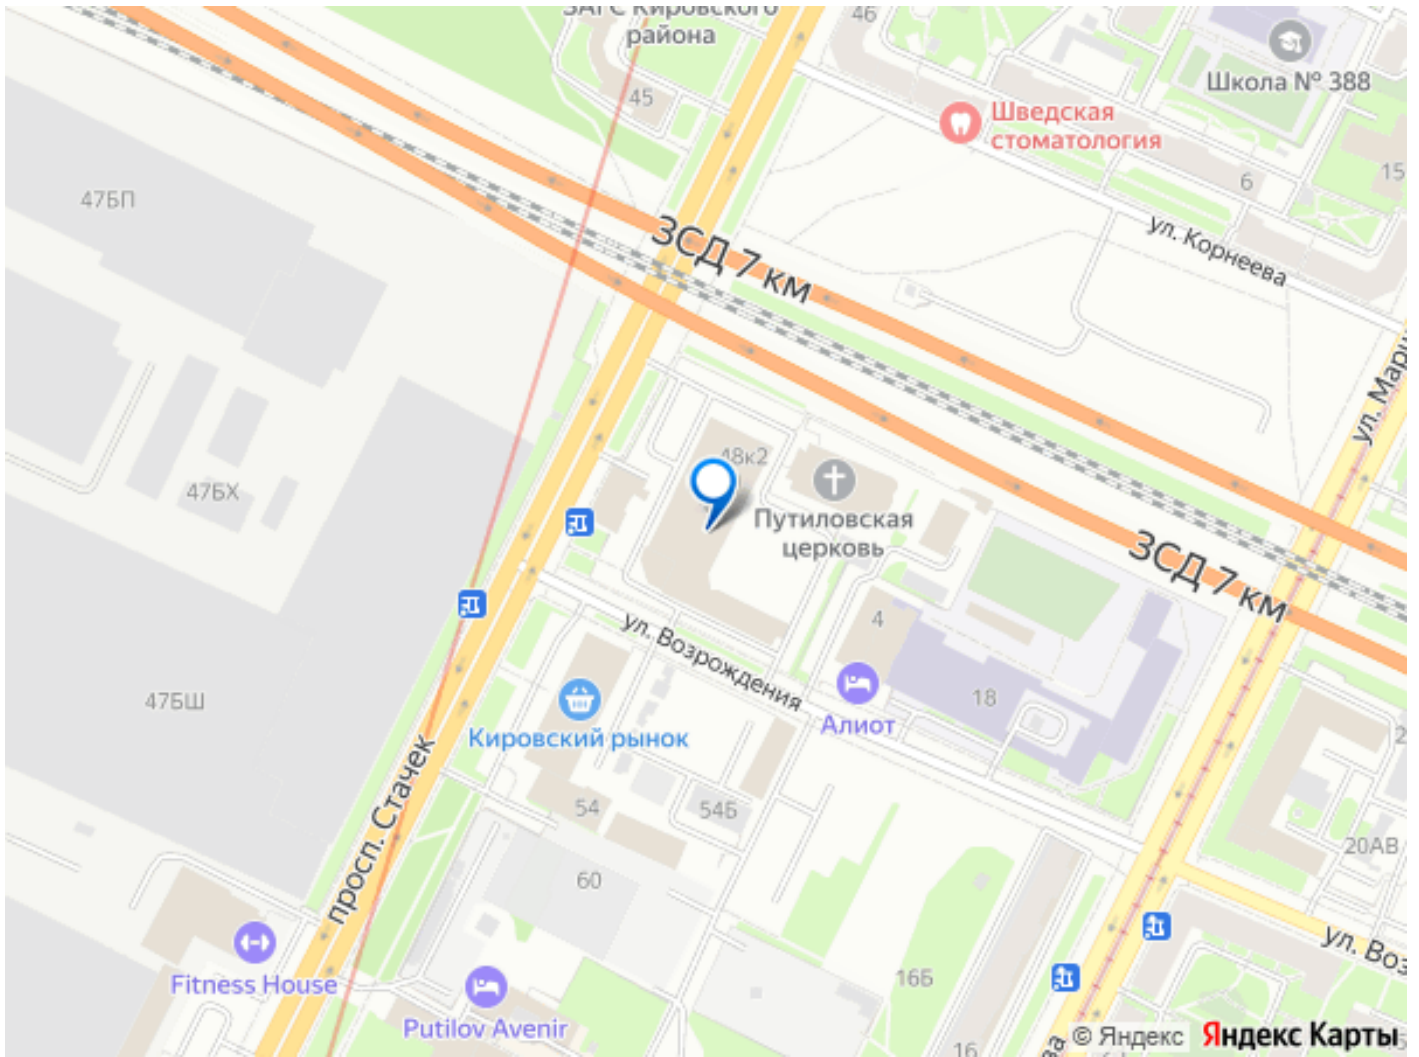 ЗАГС Кировского
района
46
45
Школа № 388
Шведская
стоматология
6
15
47БП
ЗСД 7 км
ул. Корнеева
48к2
47БХ
Путиловская
церковь
ЗСД 7 км
4
ул. Возрождения
47БШ
18
Алиот
Кировский рынок
просп. Стачек
54
54Б
20АВ
60
Fitness House
16Б
ул. Воз
Putilov Avenir
16
© Яндекс
Яндекс Карты